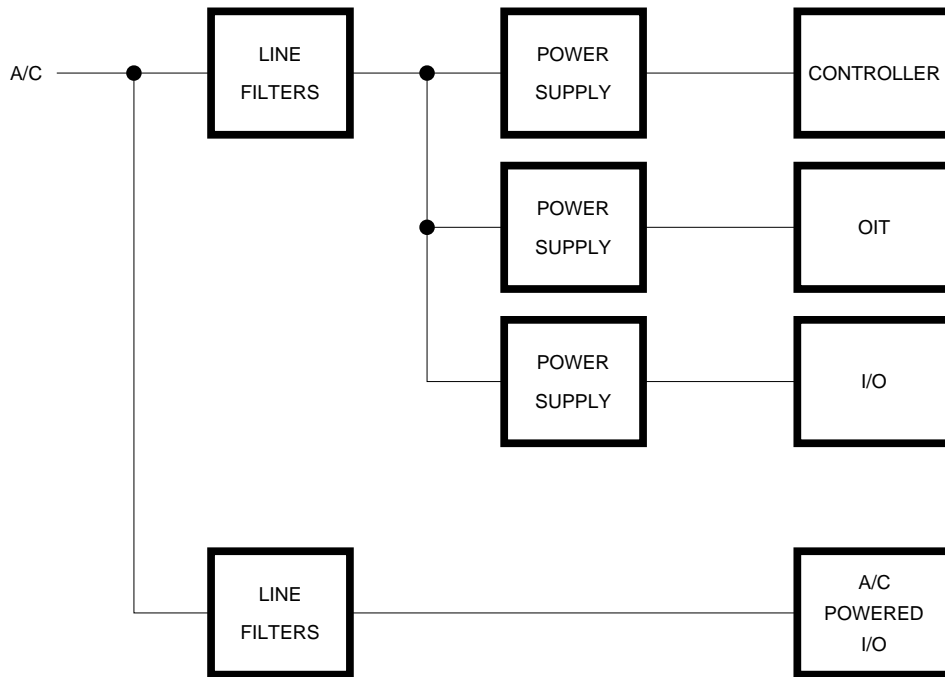 A/C
LINE
FILTERS
POWER
SUPPLY
CONTROLLER
POWER
SUPPLY
OIT
POWER
SUPPLY
I/O
LINE
FILTERS
A/C
POWERED
I/O